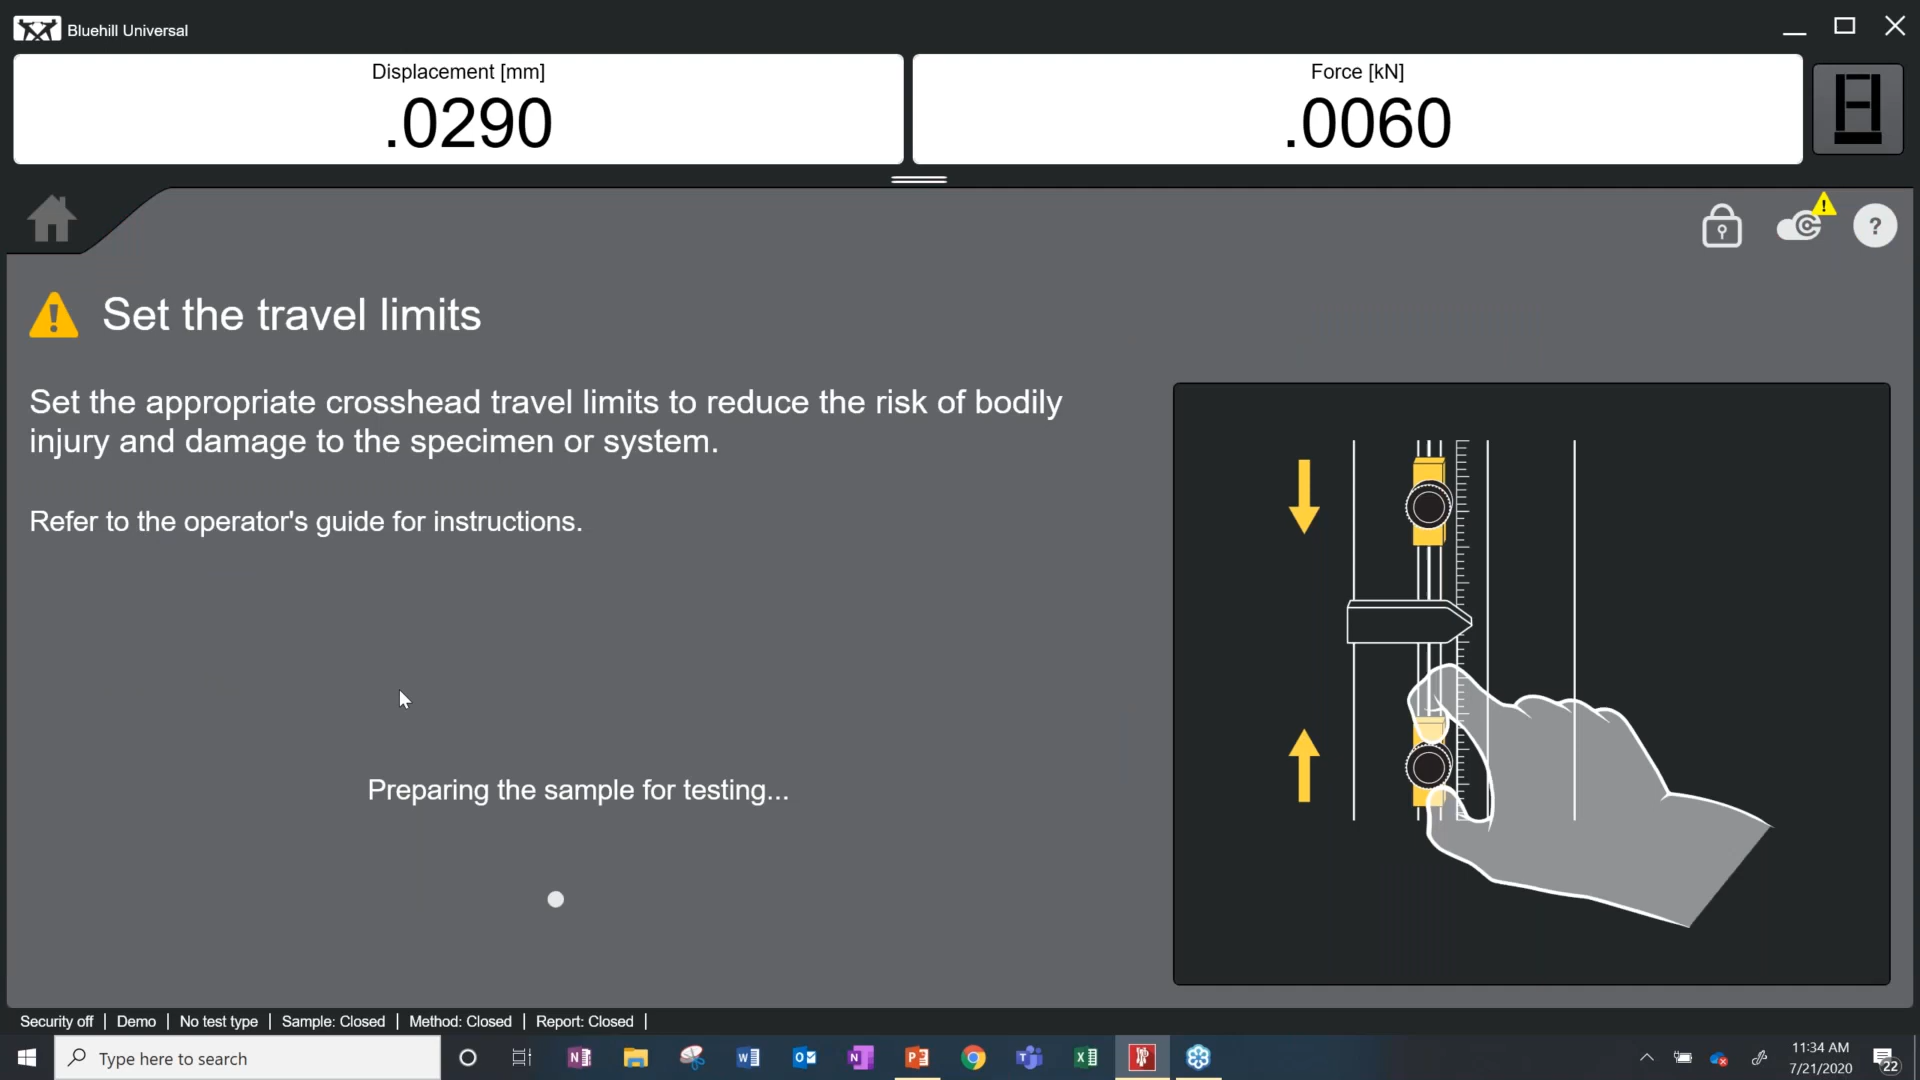 Bluehill Universal
Displacement [mm]
.0290
Force [kN]
.0060
Set the travel limits
Set the appropriate crosshead travel limits to reduce the risk of bodily
injury and damage to the specimen or system.
Refer to the operator's guide for instructions.
Preparing the sample for testing...
Security off | Demo | No test type | Sample: Closed | Method: Closed | Report: Closed |
Type here to search
11:34 AM
7/21/2020
22